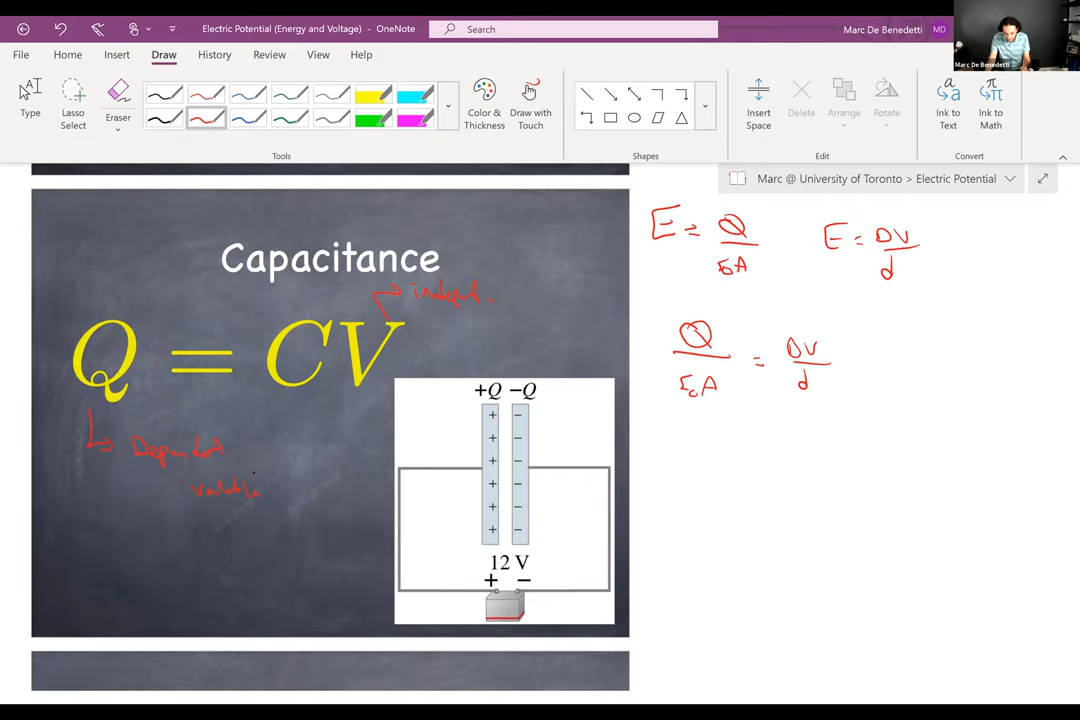 Electric Potential (Energy and Voltage) - OneNote
Search
Marc De Benedetti
MD
Marc De Benedetti
File Home Insert Draw History Review View Help
Type
Lasso Select
Eraser
Color & Thickness
Draw with Touch
Insert Space
Delete
Arrange
Rotate
Ink to Text
Ink to Math
Tools
Shapes
Edit
Convert
Marc @ University of Toronto > Electric Potential
Capacitance
Q = CV
+Q −Q
12 V
+ −
E = Q / ε₀A
E = ΔV / d
Q / ε₀A = ΔV / d
variable